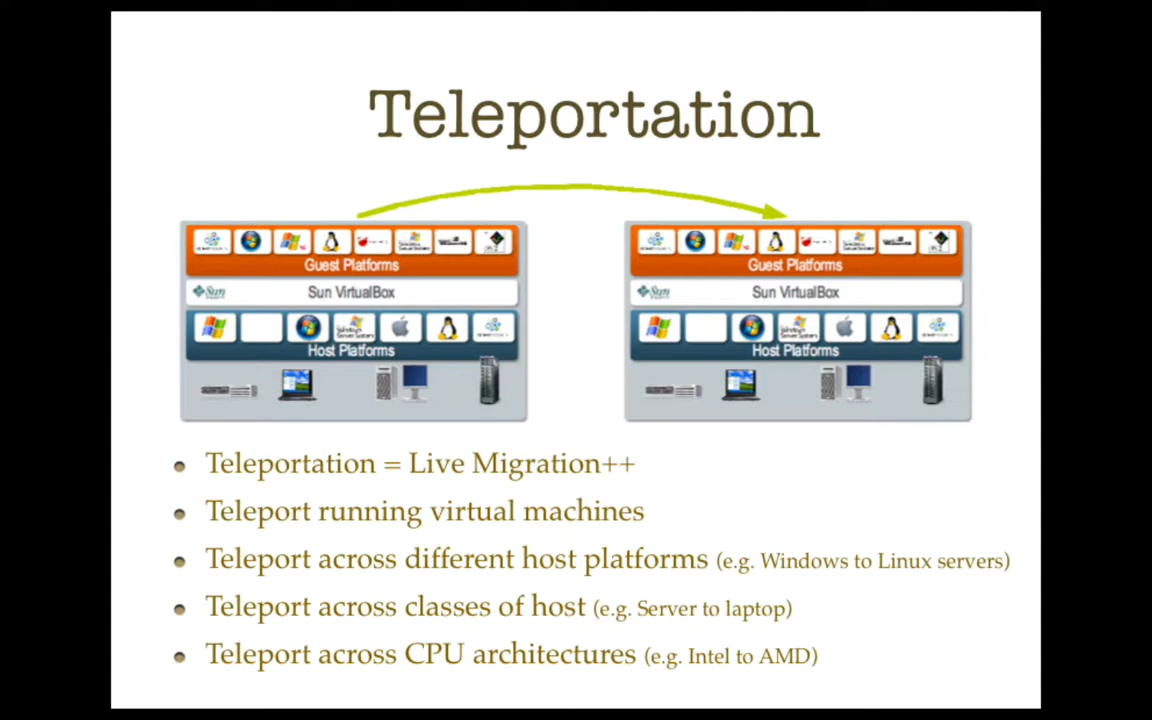 Teleportation
Guest Platforms
Guest Platforms
Sun
Sun VirtualBox
Sun
Sun VirtualBox
Host Platforms
Host Platforms
Teleportation = Live Migration++
Teleport running virtual machines
Teleport across different host platforms (e.g. Windows to Linux servers)
Teleport across classes of host (e.g. Server to laptop)
Teleport across CPU architectures (e.g. Intel to AMD)